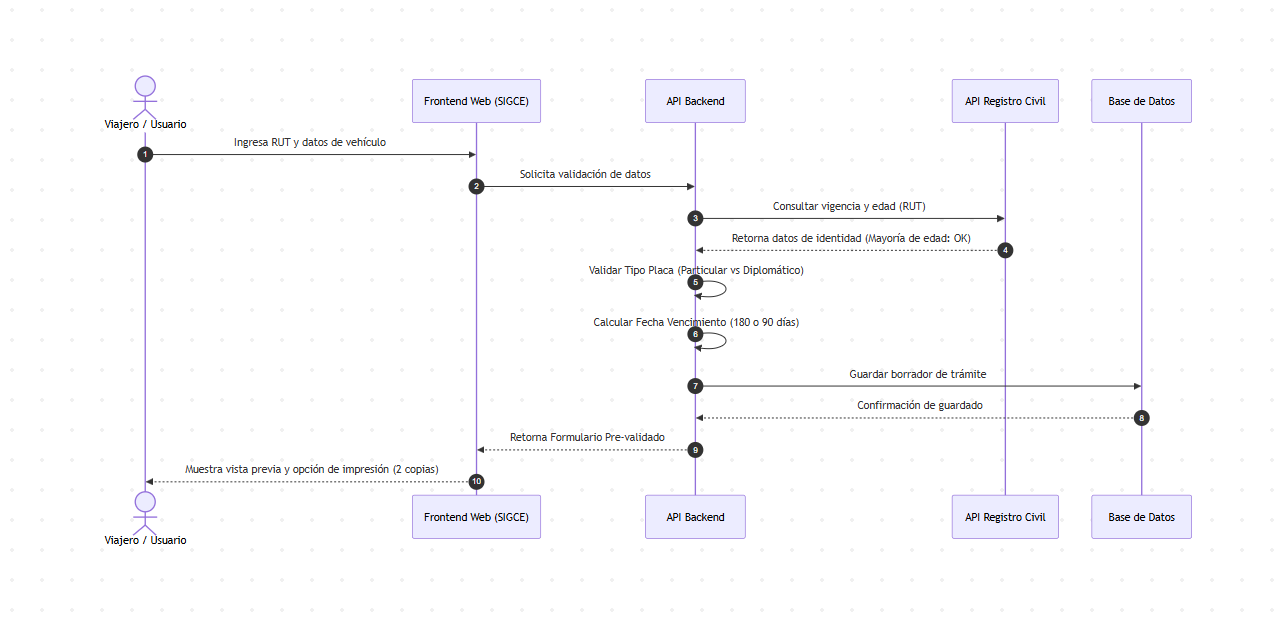 Viajero / Usuario
Frontend Web (SIGCE)
API Backend
API Registro Civil
Base de Datos
Ingresa RUT y datos de vehículo
1
Solicita validación de datos
2
Consultar vigencia y edad (RUT)
3
Retorna datos de identidad (Mayoría de edad: OK)
4
Validar Tipo Placa (Particular vs Diplomático)
5
Calcular Fecha Vencimiento (180 o 90 días)
6
Guardar borrador de trámite
7
Confirmación de guardado
8
Retorna Formulario Pre-validado
9
Muestra vista previa y opción de impresión (2 copias)
10
Viajero / Usuario
Frontend Web (SIGCE)
API Backend
API Registro Civil
Base de Datos